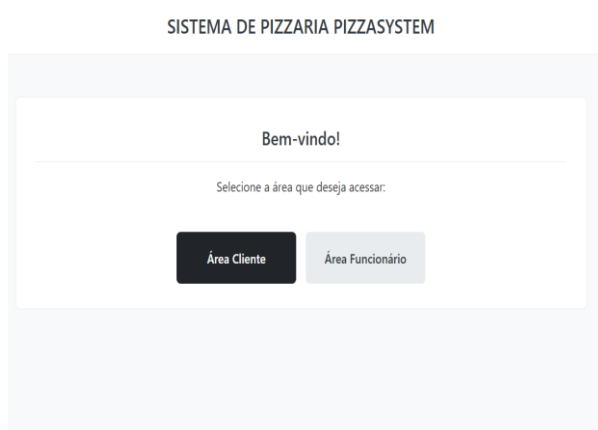 SISTEMA DE PIZZARIA PIZZASYSTEM
Bem-vindo!
Selecione a área que deseja acessar:
Área Cliente
Área Funcionário